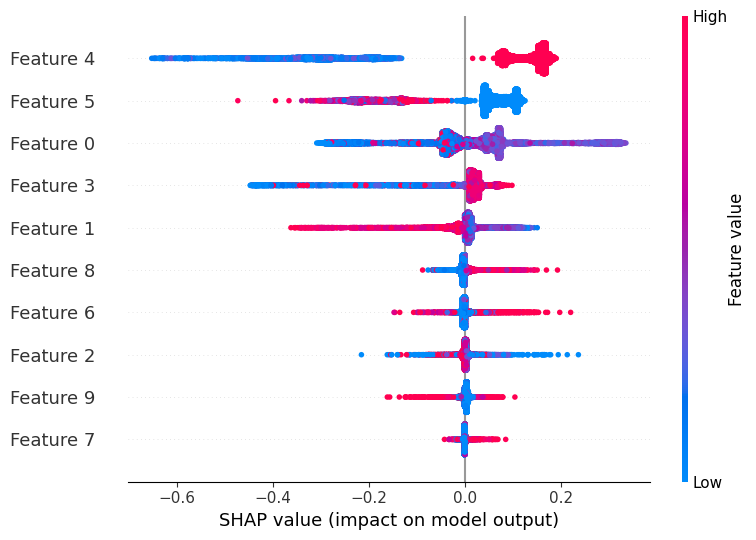 High
Feature 4
Feature 5
Feature 0
Feature 3
Feature 1
Feature 8
Feature 6
Feature 2
Feature 9
Feature 7
Feature value
Low
−0.6 −0.4 −0.2 0.0 0.2
SHAP value (impact on model output)